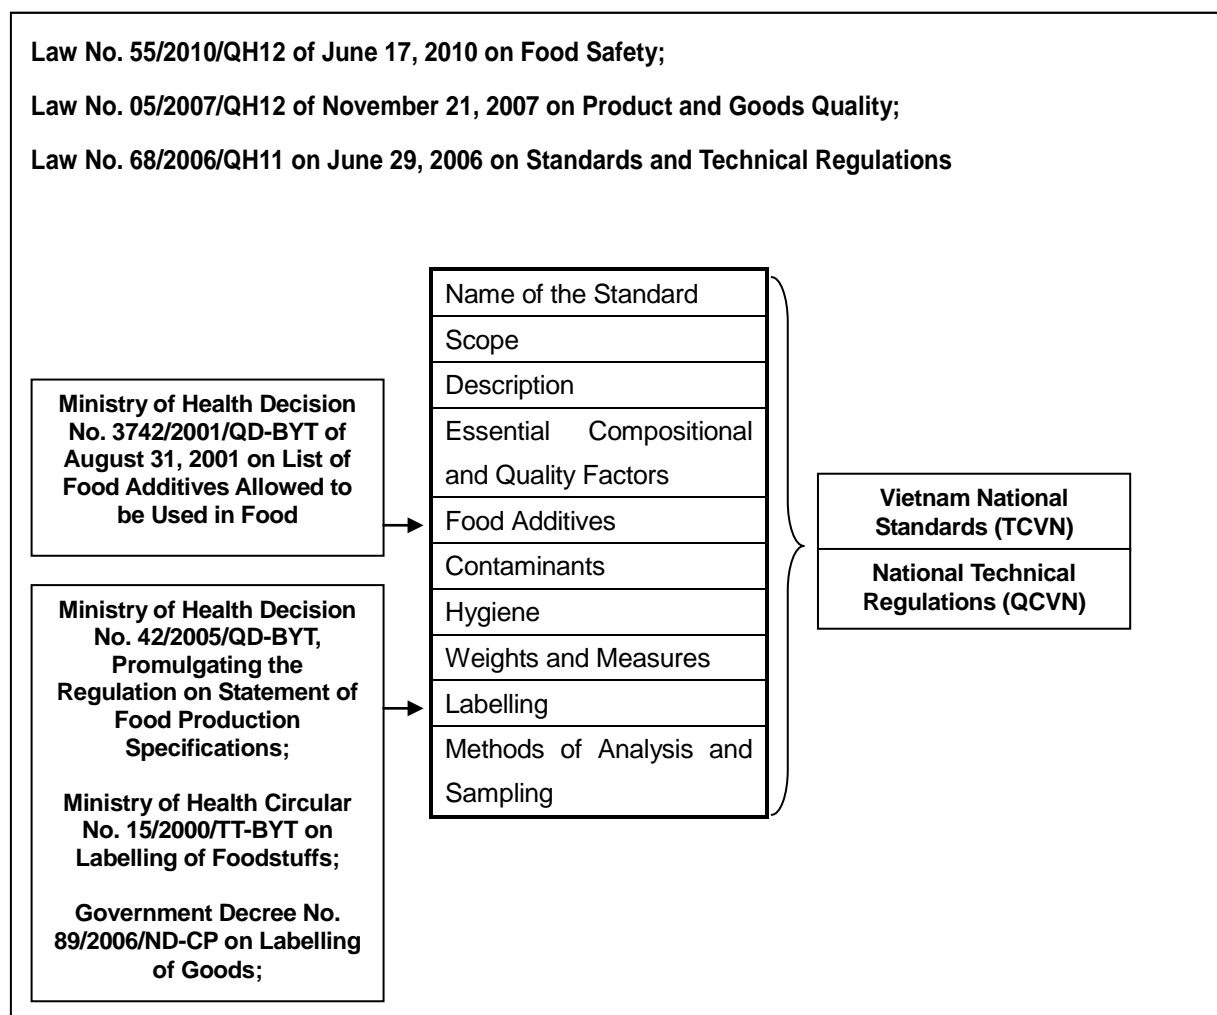 Law No. 55/2010/QH12 of June 17, 2010 on Food Safety;
Law No. 05/2007/QH12 of November 21, 2007 on Product and Goods Quality;
Law No. 68/2006/QH11 on June 29, 2006 on Standards and Technical Regulations
Ministry of Health Decision
No. 3742/2001/QD-BYT of
August 31, 2001 on List of
Food Additives Allowed to
be Used in Food
Ministry of Health Decision
No. 42/2005/QD-BYT,
Promulgating the
Regulation on Statement of
Food Production
Specifications;
Ministry of Health Circular
No. 15/2000/TT-BYT on
Labelling of Foodstuffs;
Government Decree No.
89/2006/ND-CP on Labelling
of Goods;
Name of the Standard
Scope
Description
Essential Compositional
and Quality Factors
Food Additives
Contaminants
Hygiene
Weights and Measures
Labelling
Methods of Analysis and
Sampling
Vietnam National
Standards (TCVN)
National Technical
Regulations (QCVN)